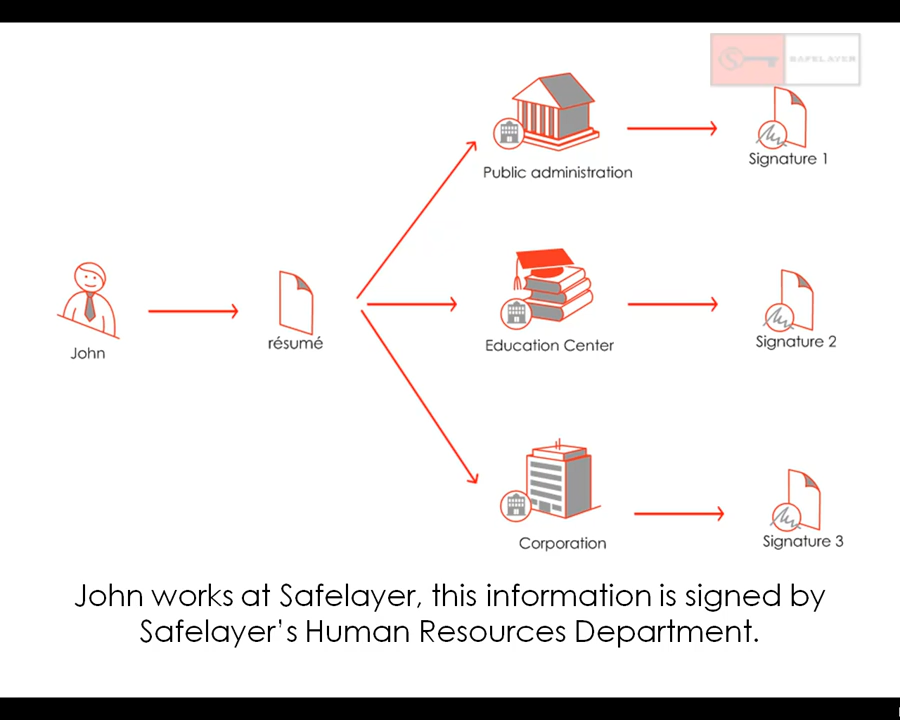 SAFELAYER
Public administration
Signature 1
John
résumé
Education Center
Signature 2
Corporation
Signature 3
John works at Safelayer, this information is signed by
Safelayer's Human Resources Department.